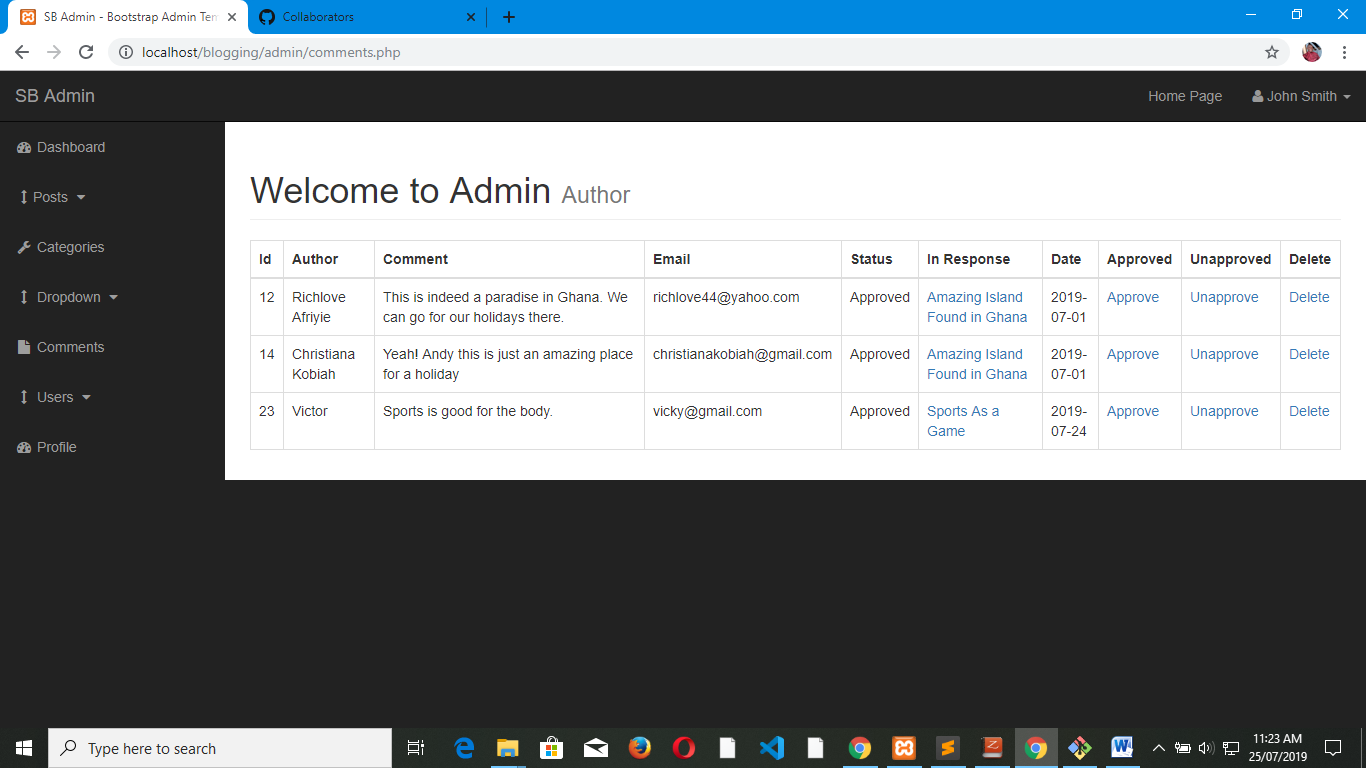 SB Admin - Bootstrap Admin Tem
Collaborators
localhost/blogging/admin/comments.php
SB Admin
Home Page
John Smith
Dashboard
Posts
Categories
Dropdown
Comments
Users
Profile
Welcome to Admin Author
Id Author Comment Email Status In Response Date Approved Unapproved Delete
12 Richlove This is indeed a paradise in Ghana. We richlove44@yahoo.com Approved Amazing Island 2019- Approve Unapprove Delete
Afriyie can go for our holidays there. Found in Ghana 07-01
14 Christiana Yeah! Andy this is just an amazing place christianakobiah@gmail.com Approved Amazing Island 2019- Approve Unapprove Delete
Kobiah for a holiday Found in Ghana 07-01
23 Victor Sports is good for the body. vicky@gmail.com Approved Sports As a 2019- Approve Unapprove Delete
Game 07-24
Type here to search
11:23 AM
25/07/2019